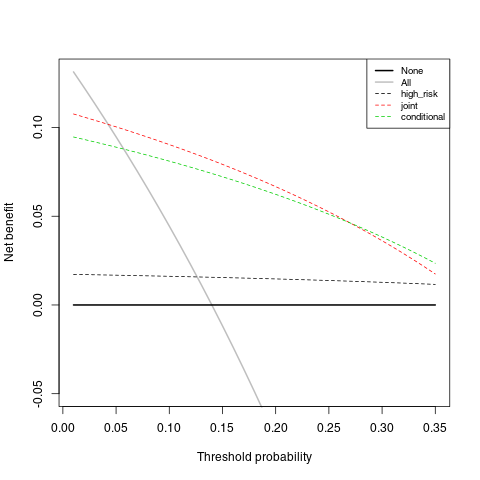 None
All
high_risk
joint
conditional
Net benefit
0.10
0.05
0.00
-0.05
0.00 0.05 0.10 0.15 0.20 0.25 0.30 0.35
Threshold probability